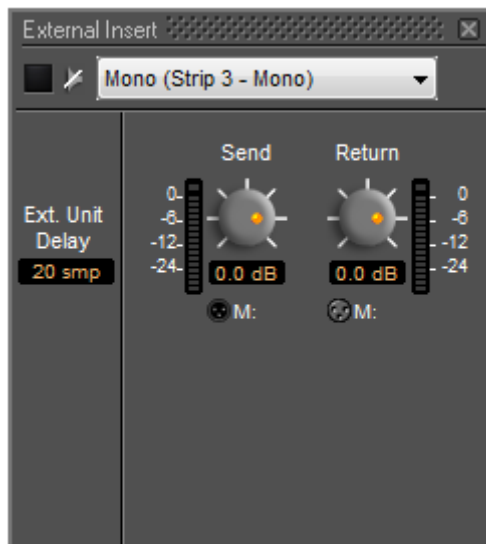 External Insert
Mono (Strip 3 - Mono)
Send Return
Ext. Unit
Delay
20 smp
0
-6
-12
-24
0
-6
-12
-24
0.0 dB 0.0 dB
M: M: